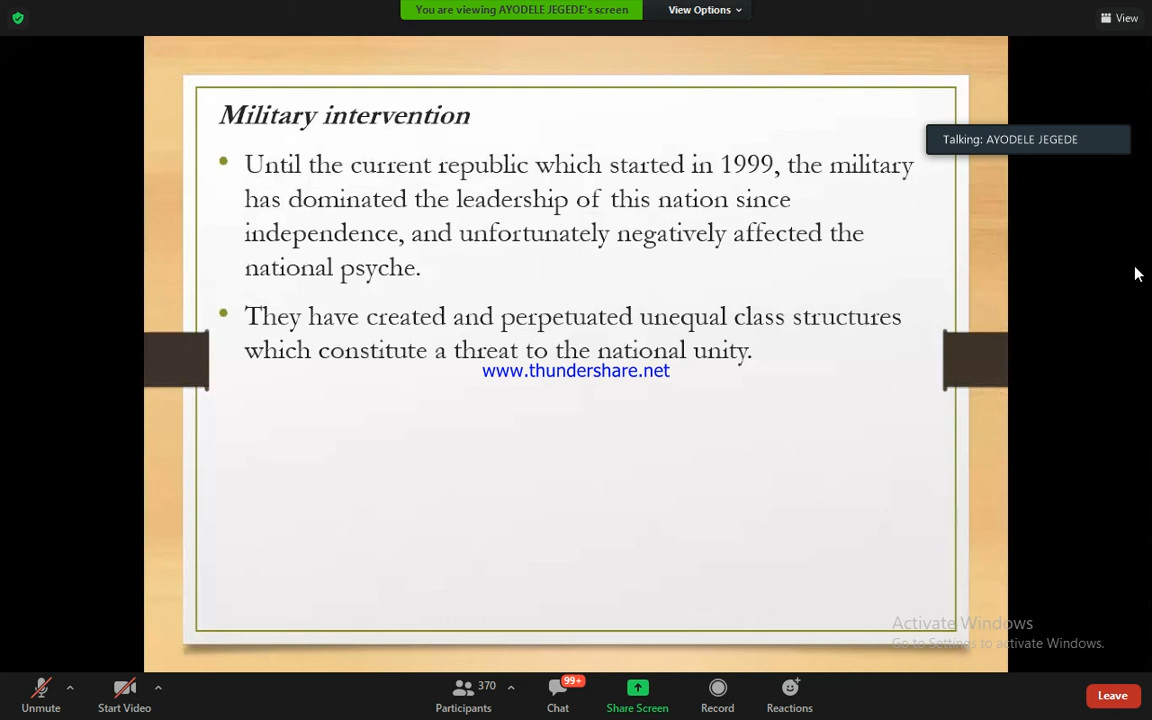 You are viewing AYODELE JEGEDE's screen
View Options
View
Military intervention
Talking: AYODELE JEGEDE
• Until the current republic which started in 1999, the military
has dominated the leadership of this nation since
independence, and unfortunately negatively affected the
national psyche.
• They have created and perpetuated unequal class structures
which constitute a threat to the national unity.
www.thundershare.net
Activate Windows
Go to Settings to activate Windows.
Unmute
Start Video
370
Participants
99+
Chat
Share Screen
Record
Reactions
Leave